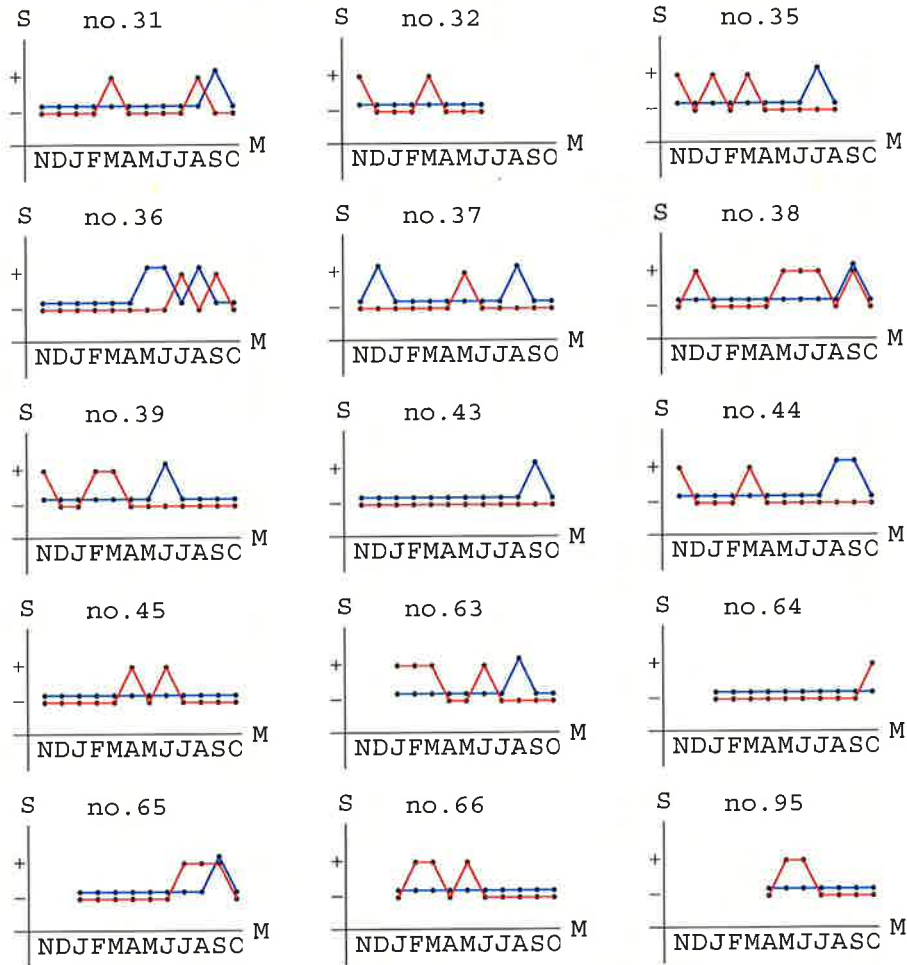 S no.31
+
−
M
NDJFMAMJJASO
S no.32
+
−
M
NDJFMAMJJASO
S no.35
+
−
M
NDJFMAMJJASO
S no.36
+
−
M
NDJFMAMJJASO
S no.37
+
−
M
NDJFMAMJJASO
S no.38
+
−
M
NDJFMAMJJASO
S no.39
+
−
M
NDJFMAMJJASO
S no.43
+
−
M
NDJFMAMJJASO
S no.44
+
−
M
NDJFMAMJJASO
S no.45
+
−
M
NDJFMAMJJASO
S no.63
+
−
M
NDJFMAMJJASO
S no.64
+
−
M
NDJFMAMJJASO
S no.65
+
−
M
NDJFMAMJJASO
S no.66
+
−
M
NDJFMAMJJASO
S no.95
+
−
M
NDJFMAMJJASO